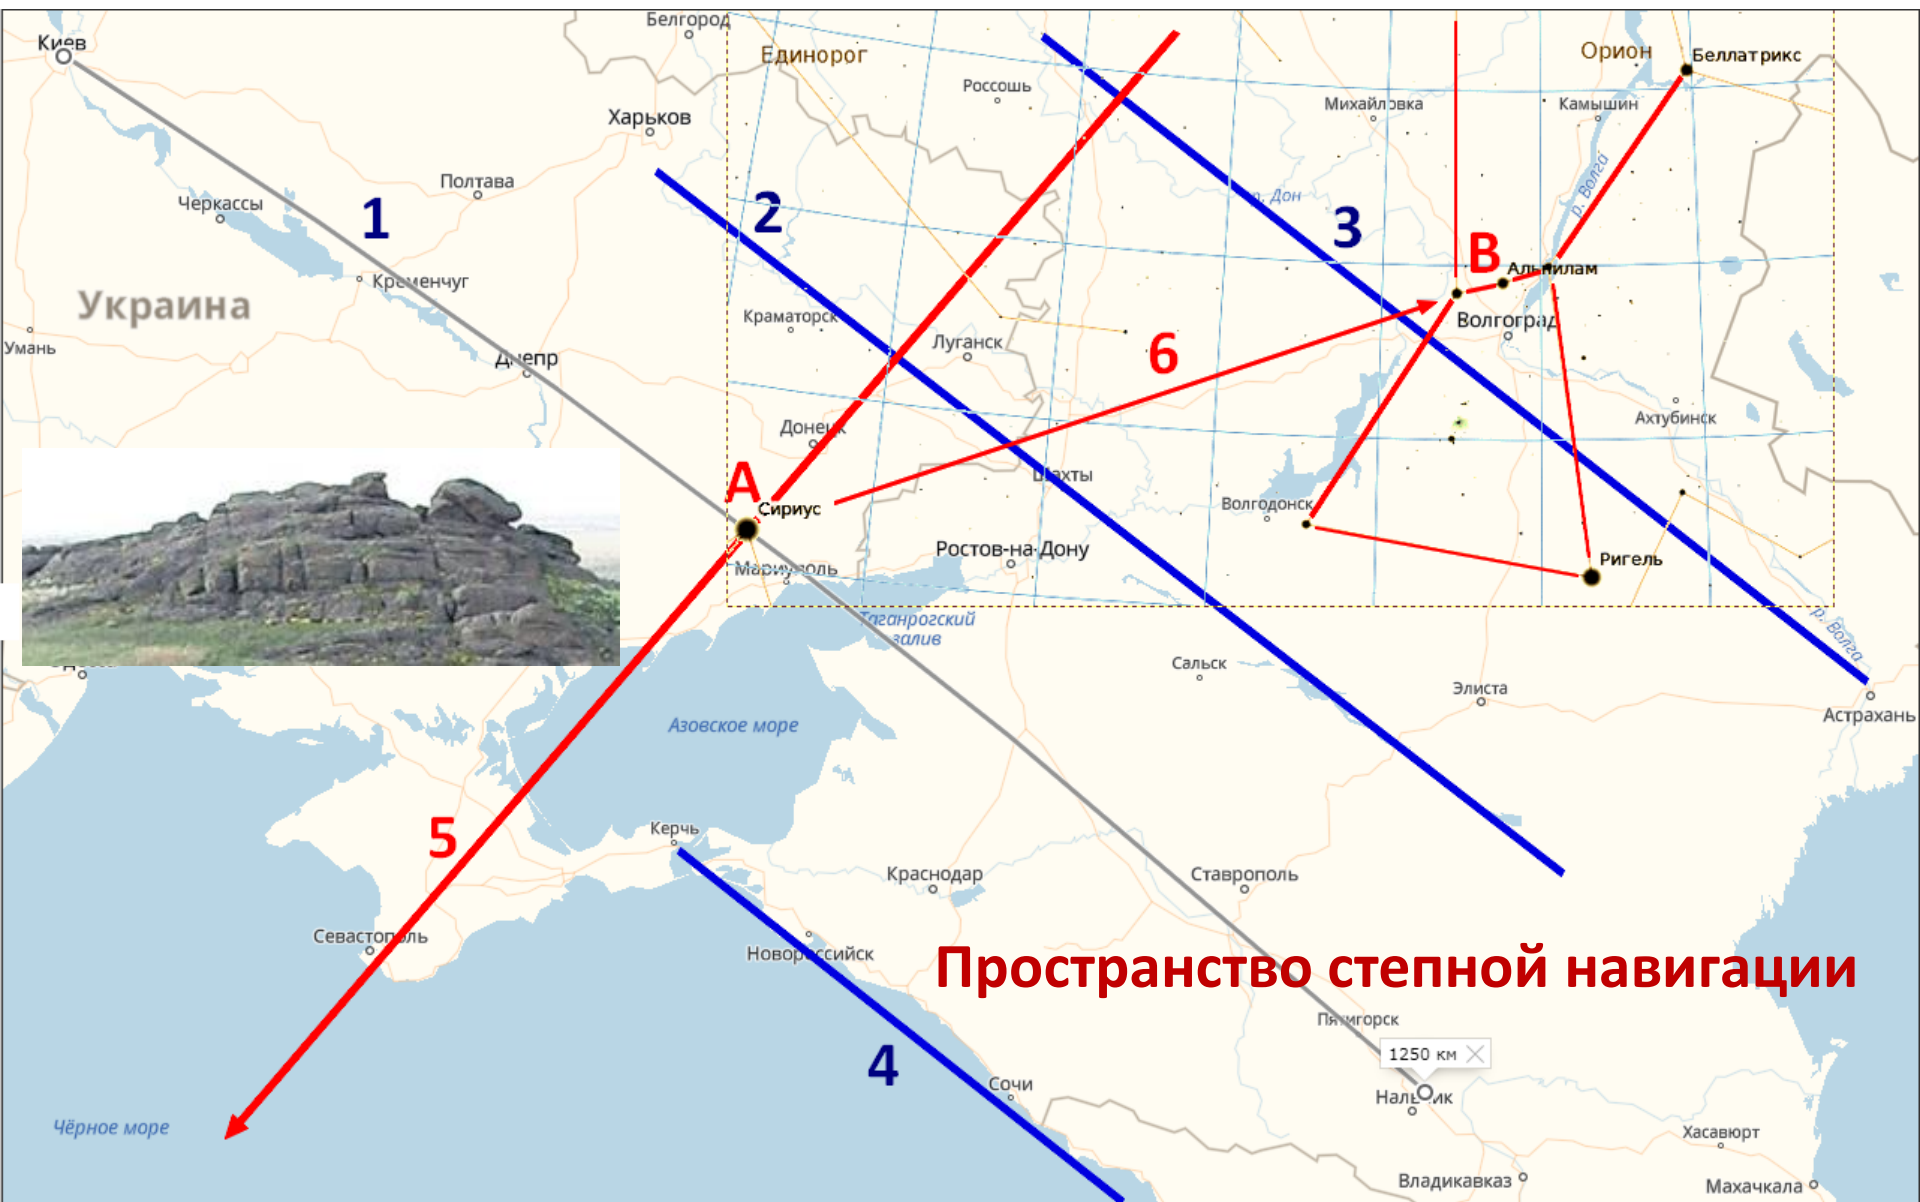 Белгород
Киев
Единорог
Орион
Беллатрикс
Россошь
Михайловка
Камышин
Харьков
Полтава
Черкассы
1
2
р. Дон
3
р. Волга
В
Альнилам
Кременчуг
Украина
Краматорск
Волгоград
Умань
Днепр
Луганск
6
Донецк
Ахтубинск
А
Шахты
Сириус
Волгодонск
Ростов-на-Дону
Ригель
Мариуполь
Таганрогский
залив
р. Волга
Сальск
Элиста
Астрахань
Азовское море
5
Керчь
Краснодар
Ставрополь
Севастополь
Новороссийск
Пространство степной навигации
Пятигорск
4
1250 км
Сочи
Нальчик
Чёрное море
Хасавюрт
Владикавказ
Махачкала